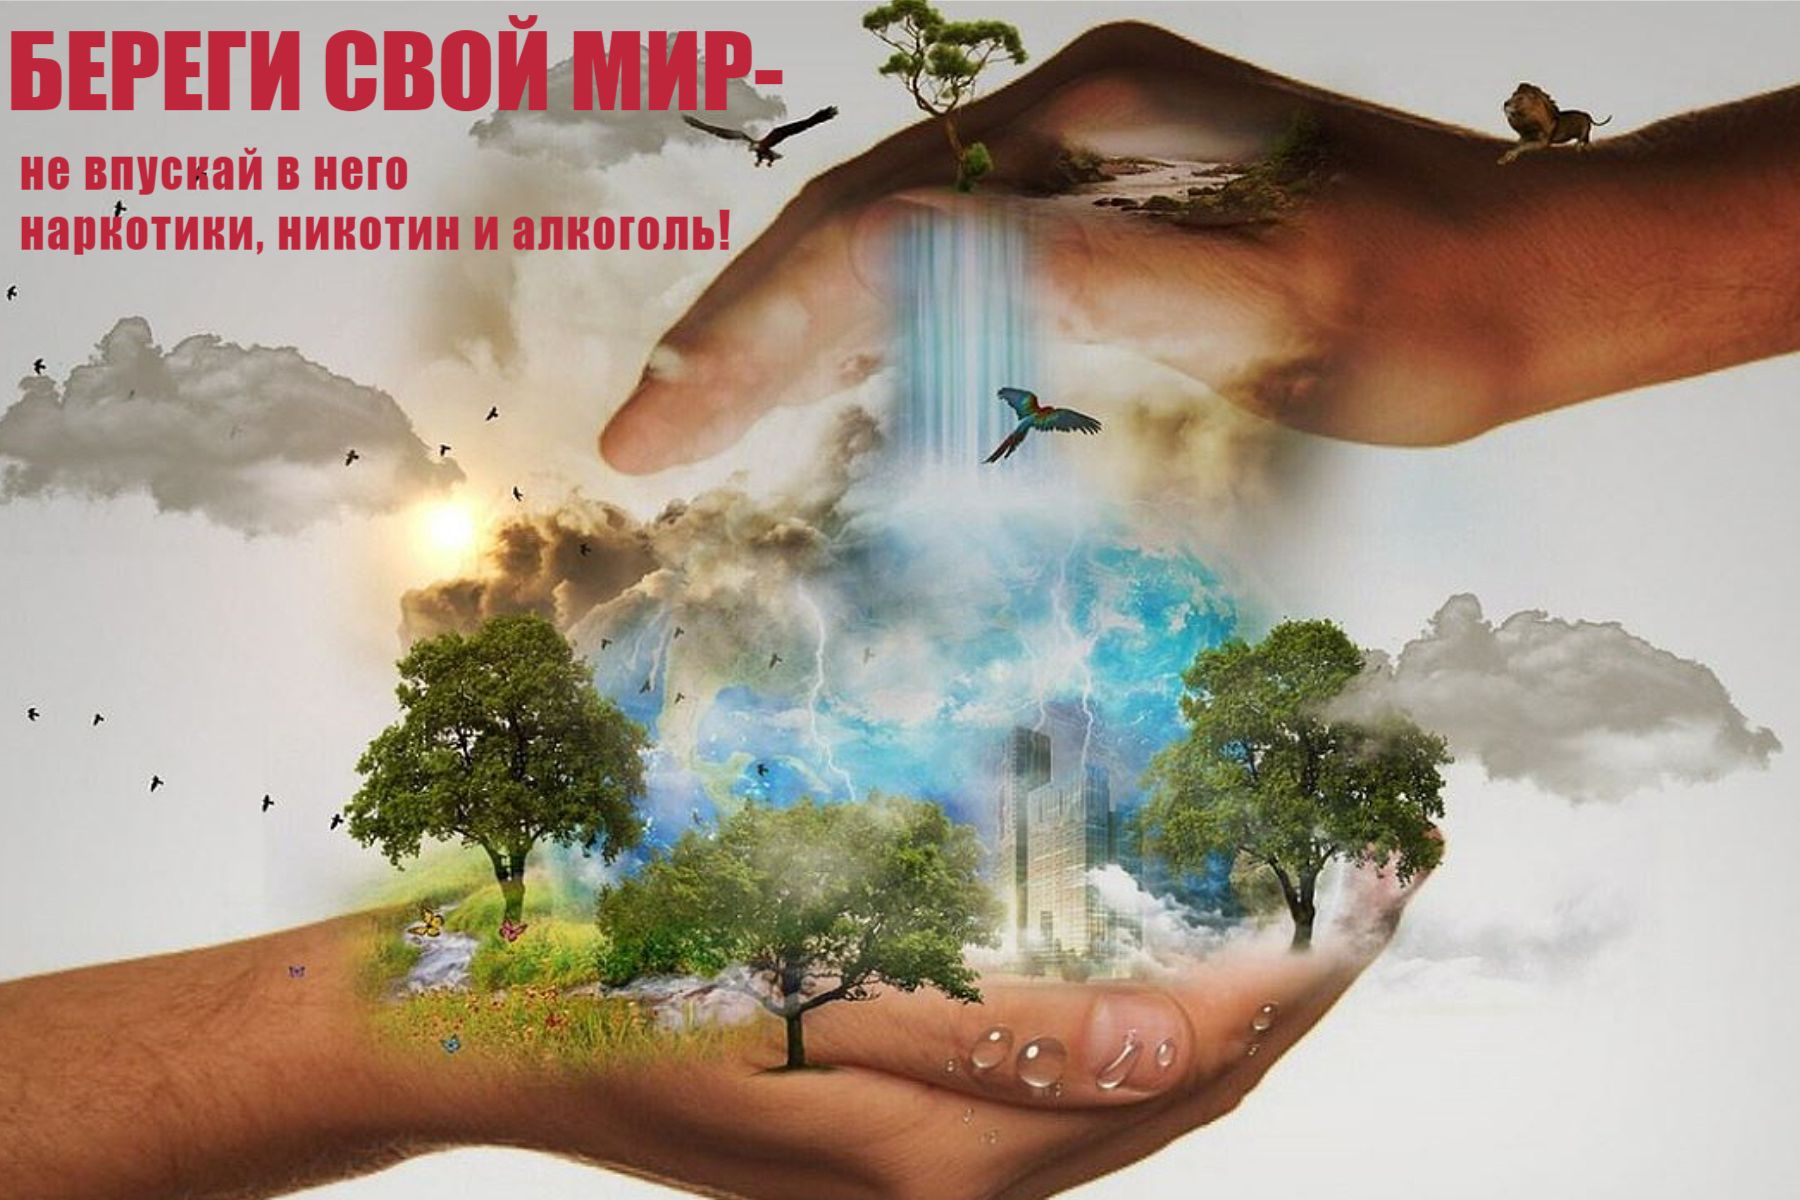 БЕРЕГИ СВОЙ МИР-
не впускай в него
наркотики, никотин и алкоголь!